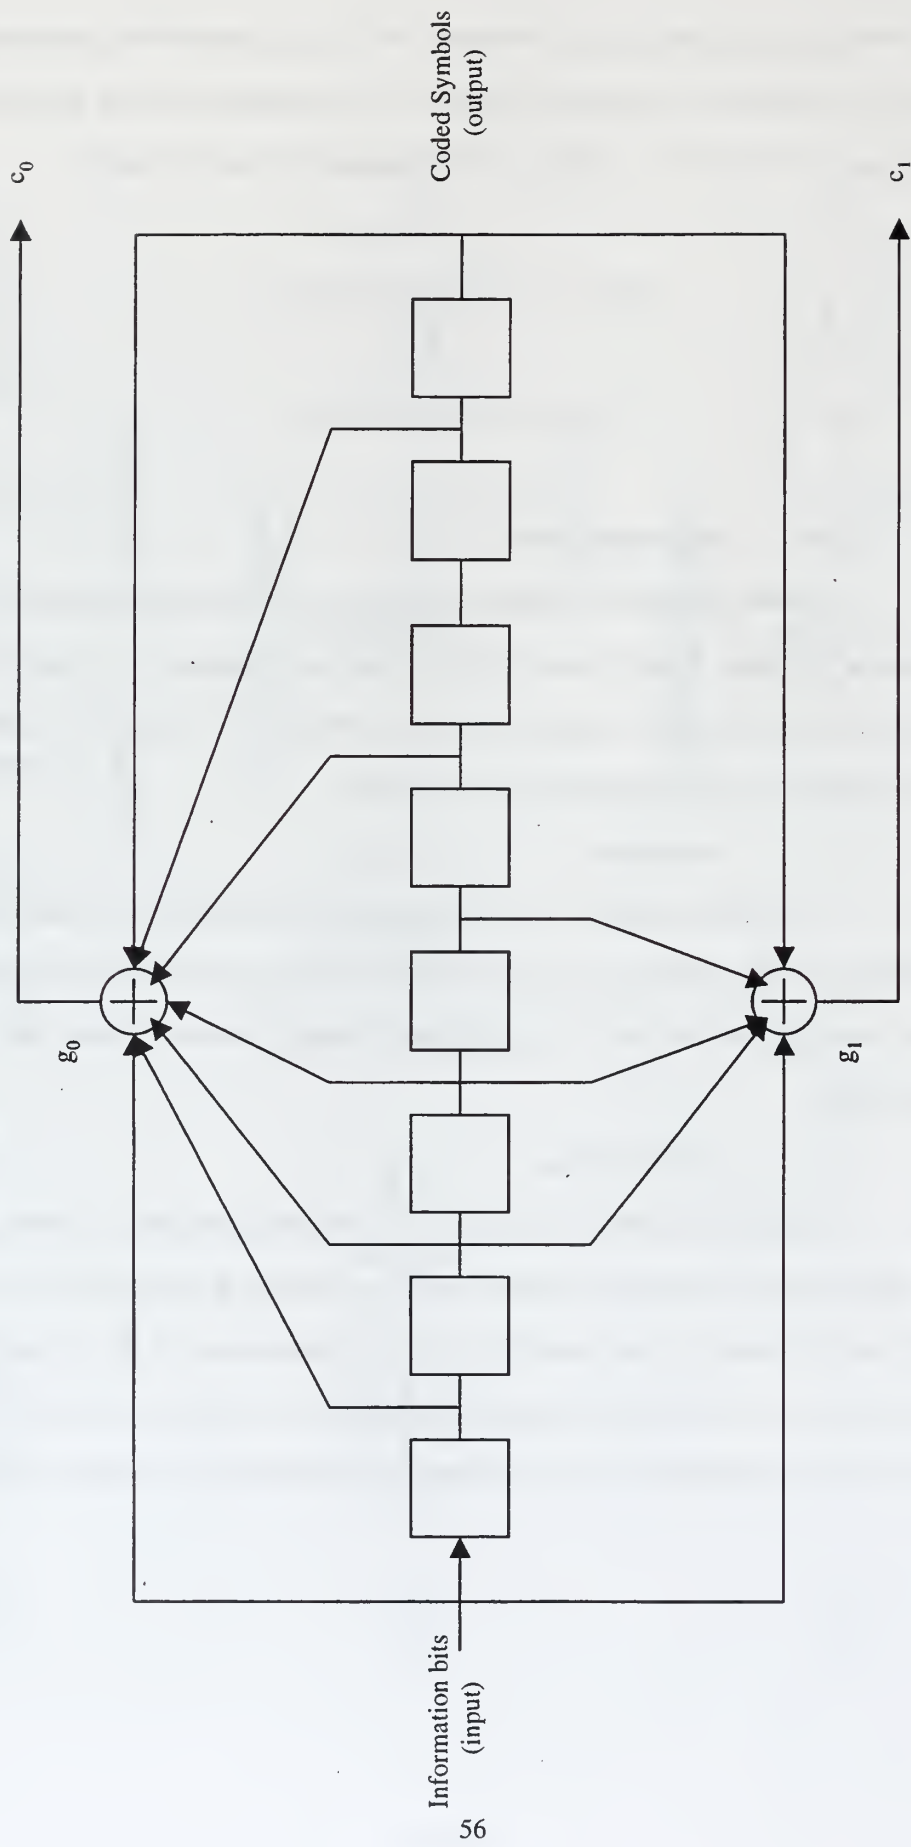 Information bits
(input)
g₀
g₁
c₀
Coded Symbols
(output)
c₁
56